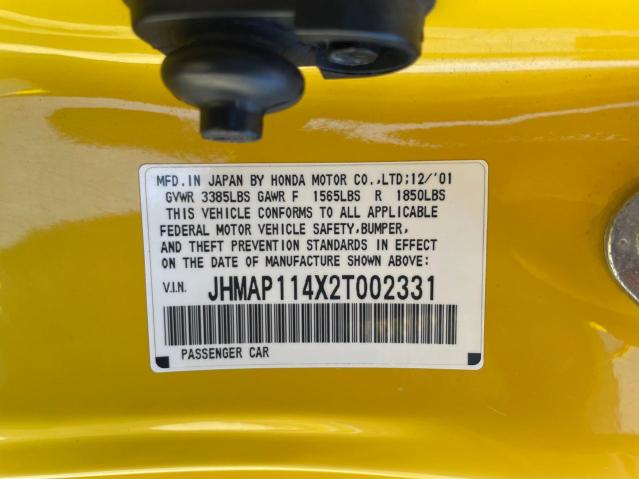 MFD.IN JAPAN BY HONDA MOTOR CO.,LTD;12/'01
GVWR 3385LBS GAWR F 1565LBS R 1850LBS
THIS VEHICLE CONFORMS TO ALL APPLICABLE
FEDERAL MOTOR VEHICLE SAFETY,BUMPER,
AND THEFT PREVENTION STANDARDS IN EFFECT
ON THE DATE OF MANUFACTURE SHOWN ABOVE:
V.I.N. JHMAP114X2T002331
PASSENGER CAR